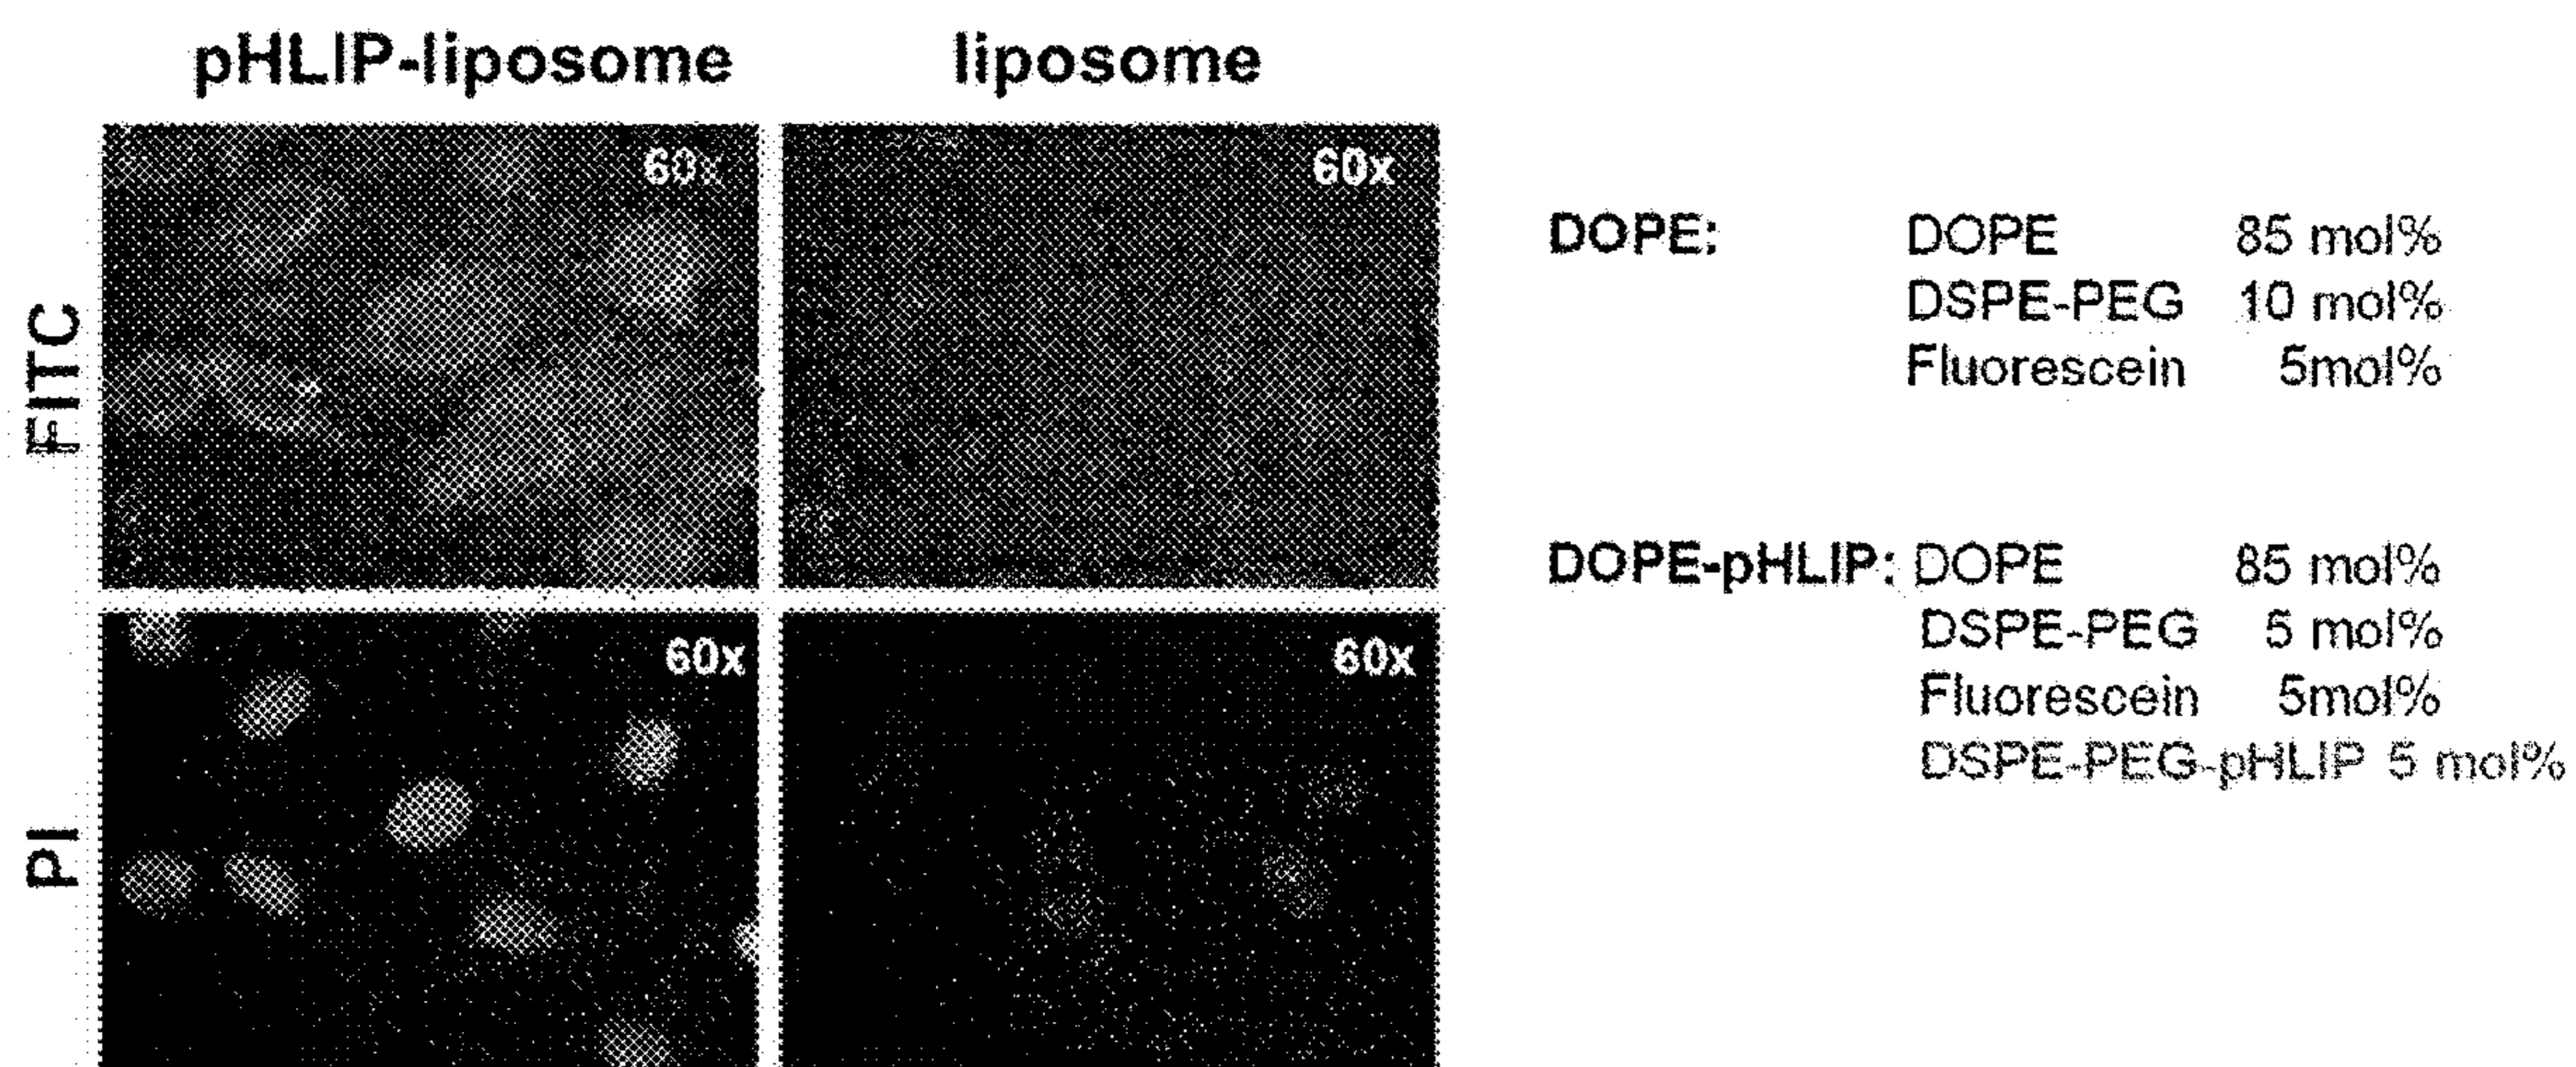 pHLIP-liposome liposome
FITC
60x 60x
PI
60x 60x
DOPE: DOPE 85 mol%
DSPE-PEG 10 mol%
Fluorescein 5mol%
DOPE-pHLIP: DOPE 85 mol%
DSPE-PEG 5 mol%
Fluorescein 5mol%
DSPE-PEG-pHLIP 5 mol%